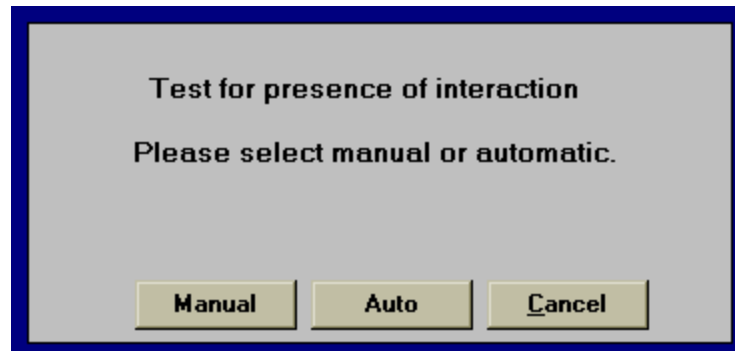 Test for presence of interaction
Please select manual or automatic.
Manual Auto Cancel